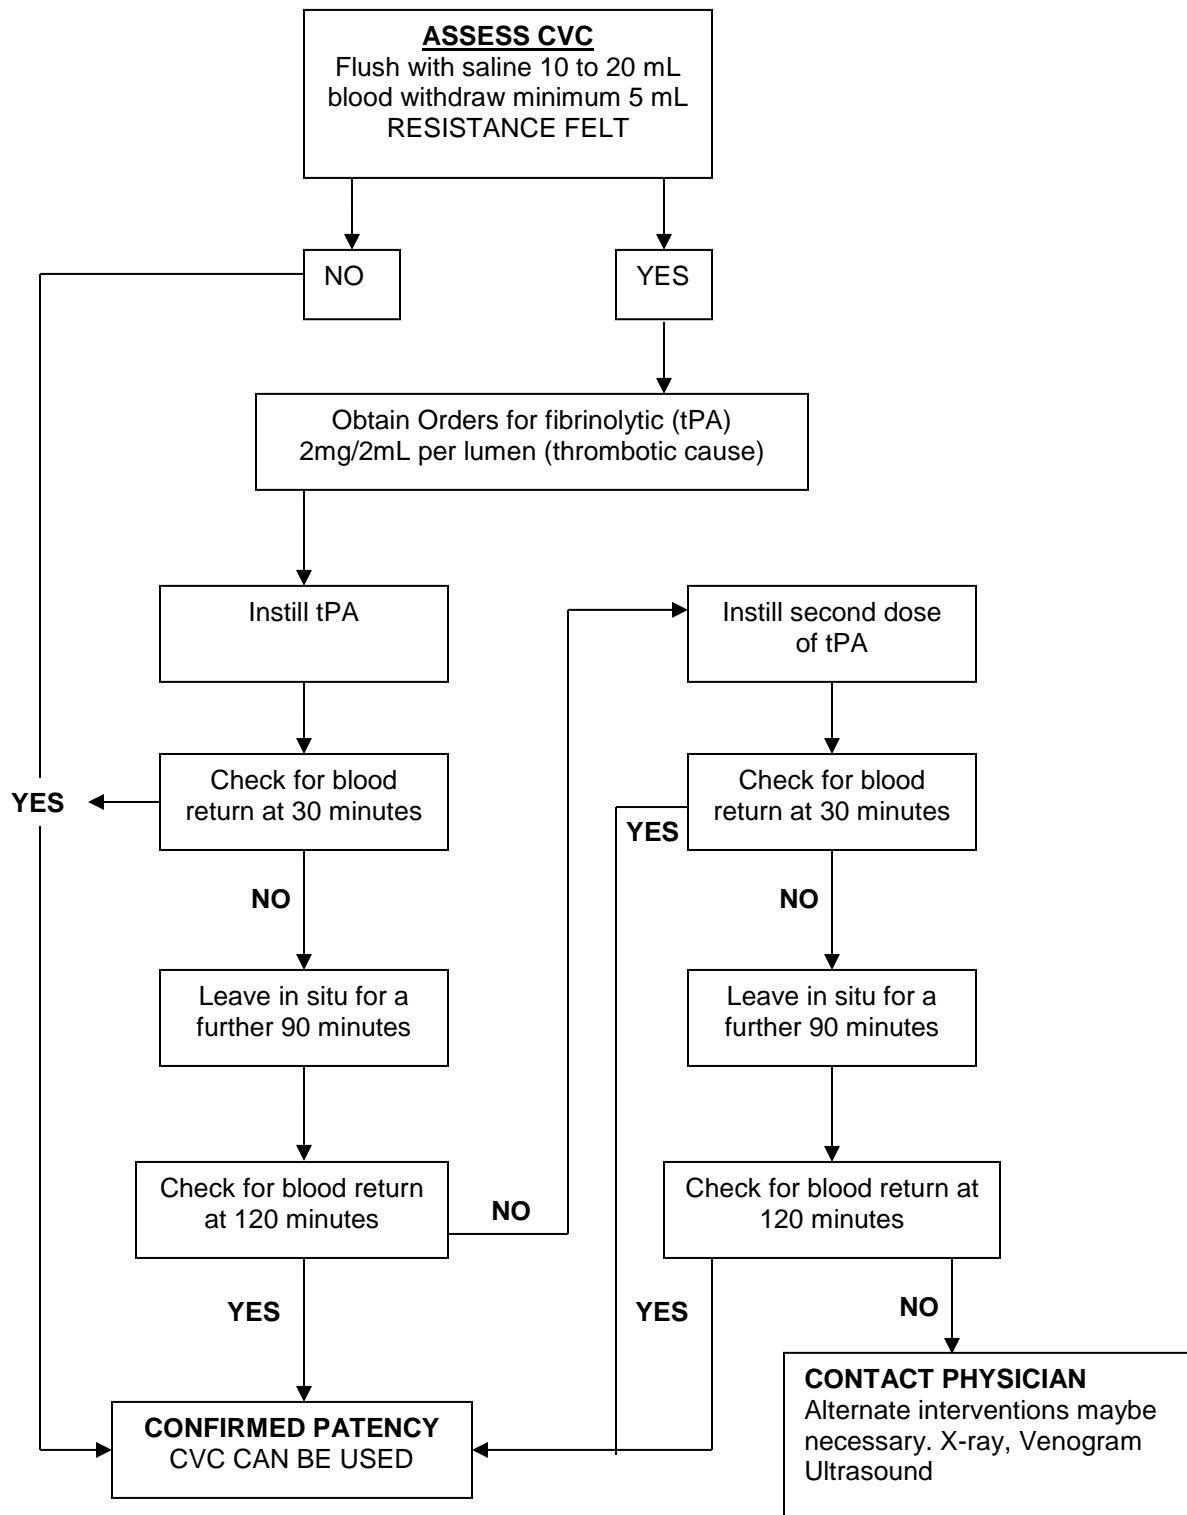 ASSESS CVC
Flush with saline 10 to 20 mL
blood withdraw minimum 5 mL
RESISTANCE FELT
NO
YES
Obtain Orders for fibrinolytic (tPA)
2mg/2mL per lumen (thrombotic cause)
Instill tPA
Instill second dose
of tPA
Check for blood
return at 30 minutes
YES
Check for blood
return at 30 minutes
YES
NO
NO
Leave in situ for a
further 90 minutes
Leave in situ for a
further 90 minutes
Check for blood return
at 120 minutes
NO
Check for blood return at
120 minutes
YES
YES
NO
CONFIRMED PATENCY
CVC CAN BE USED
CONTACT PHYSICIAN
Alternate interventions maybe
necessary. X-ray, Venogram
Ultrasound